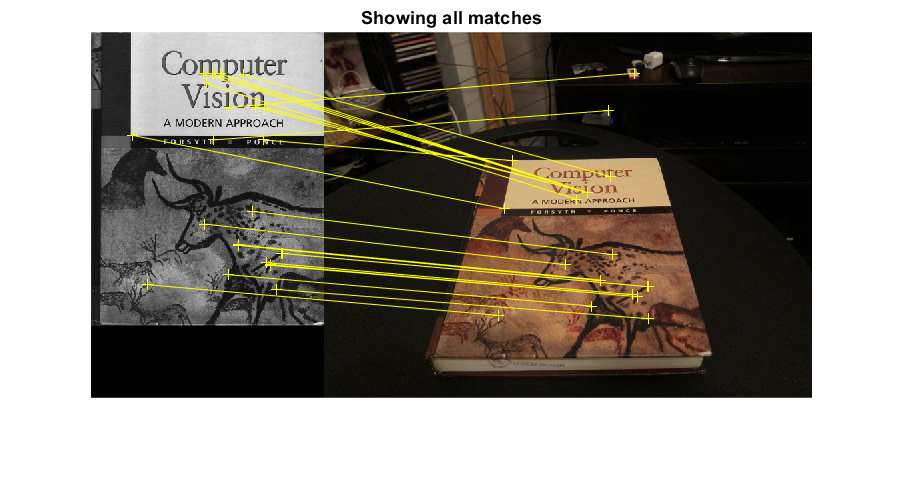 Showing all matches
Computer
Vision
A MODERN APPROACH
FORSYTH PONCE
Computer
Vision
A MODERN APPROACH
FORSYTH PONCE